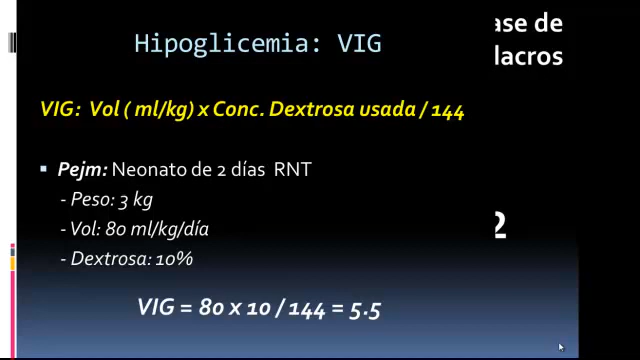 Hipoglicemia: VIG
ase de
lacros
VIG: Vol ( ml/kg) x Conc. Dextrosa usada / 144
Pejm: Neonato de 2 días RNT
- Peso: 3 kg
- Vol: 80 ml/kg/día
- Dextrosa: 10%
2
VIG = 80 x 10 / 144 = 5.5